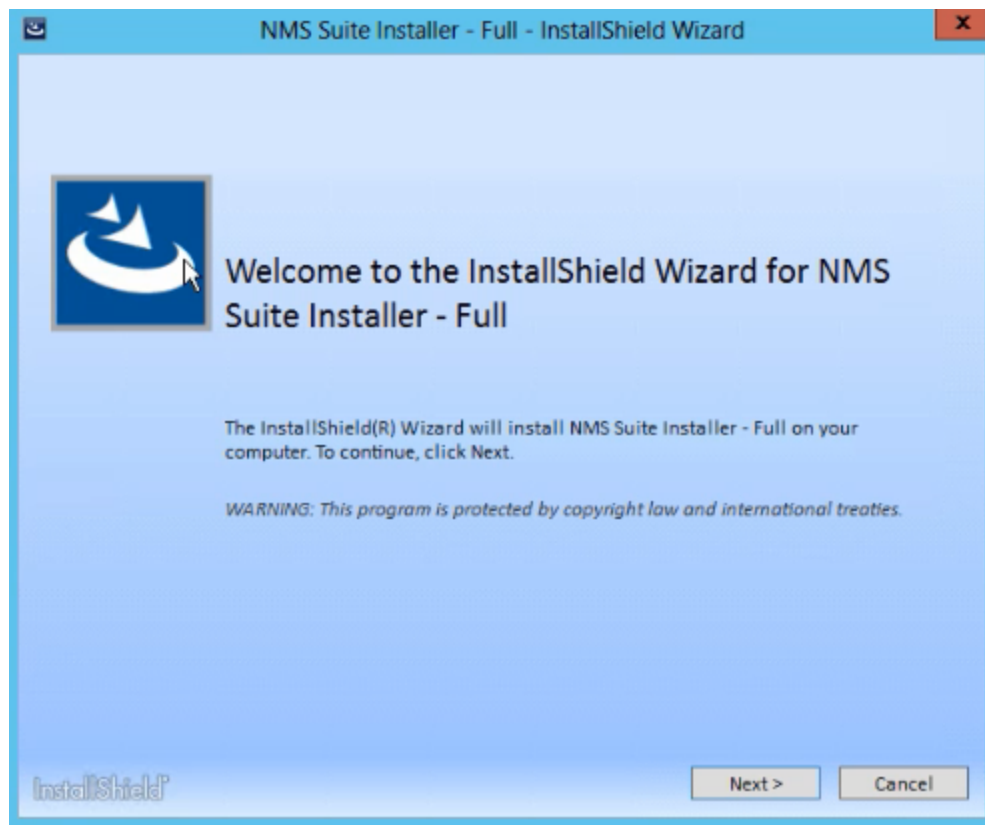 NMS Suite Installer - Full - InstallShield Wizard
x
Welcome to the InstallShield Wizard for NMS
Suite Installer - Full
The InstallShield(R) Wizard will install NMS Suite Installer - Full on your
computer. To continue, click Next.
WARNING: This program is protected by copyright law and international treaties.
InstallShield
Next >
Cancel